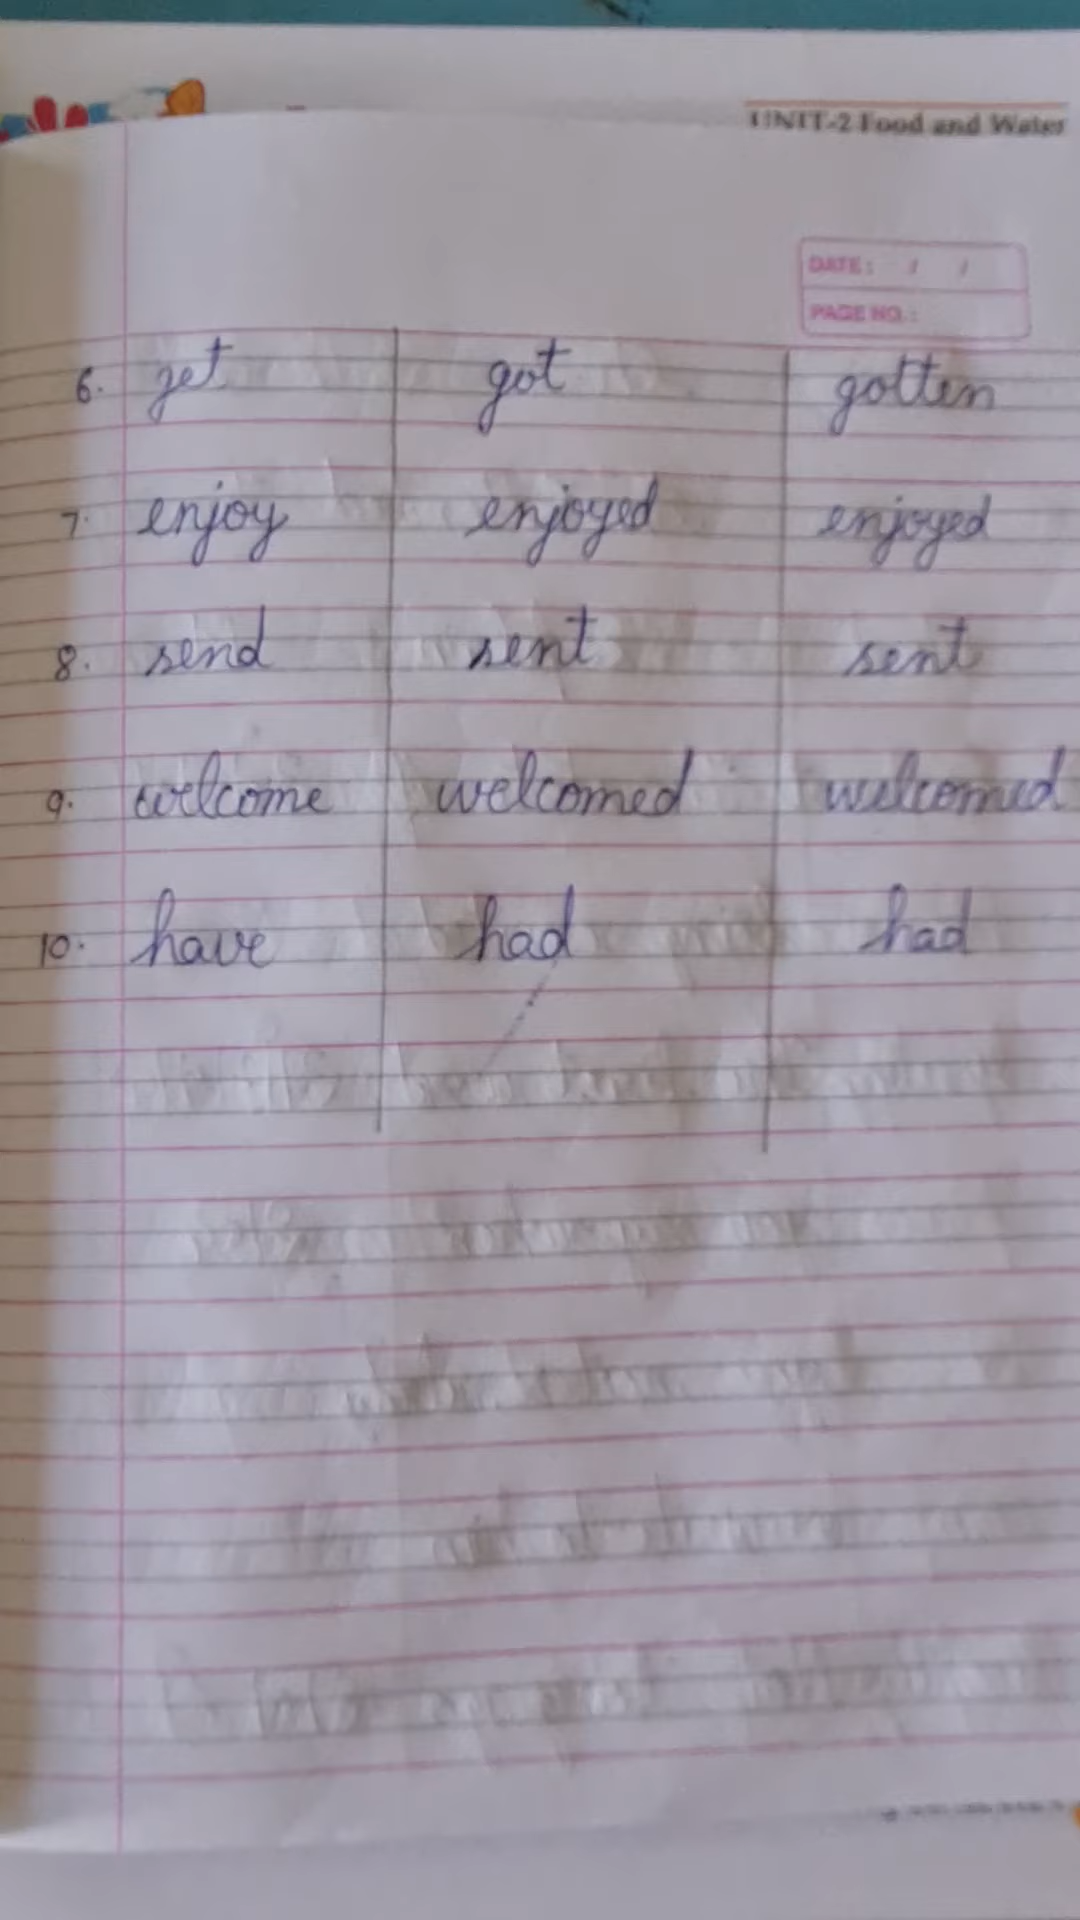 UNIT-2 Food and Water
DATE: / /
PAGE NO.:
6. get got gotten
7. enjoy enjoyed enjoyed
8. send sent sent
9. welcome welcomed welcomed
10. have had had